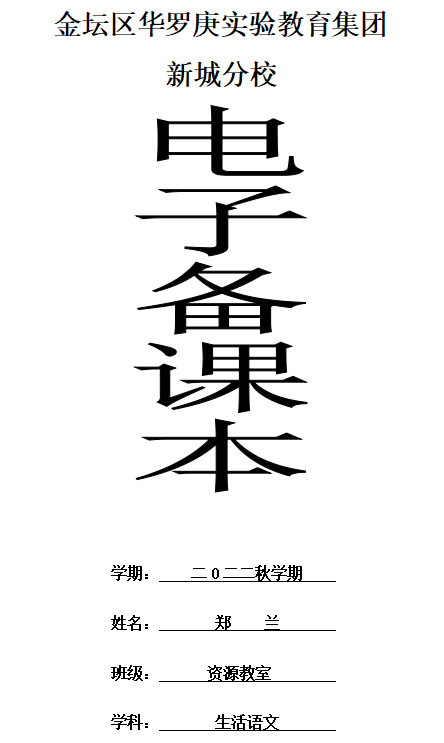 金坛区华罗庚实验教育集团
新城分校
电
子
备
课
本
学期：二0二二秋学期
姓名：郑 兰
班级：资源教室
学科：生活语文